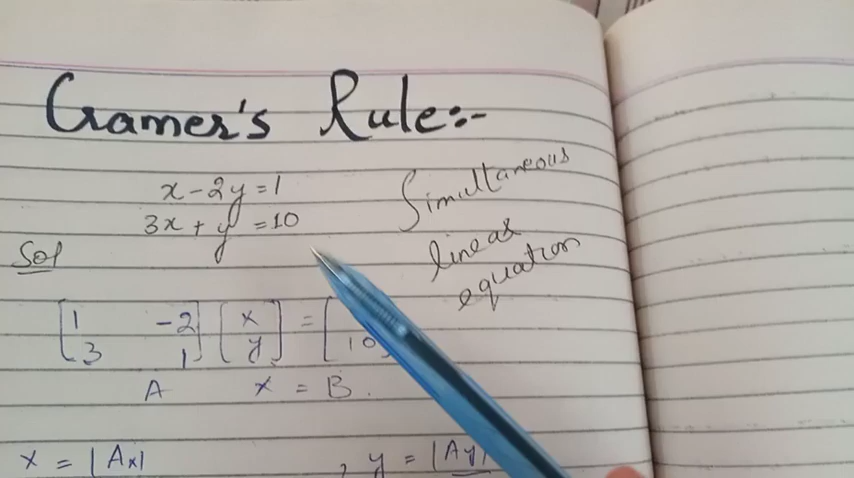 Cramer's Rule:-
x - 2y = 1
3x + y = 10
Simultaneous
linear
equation
Sol
[1 -2] [x] = [
[3 1] [y] 10
A x = B.
x = |Ax| , y = |Ay|